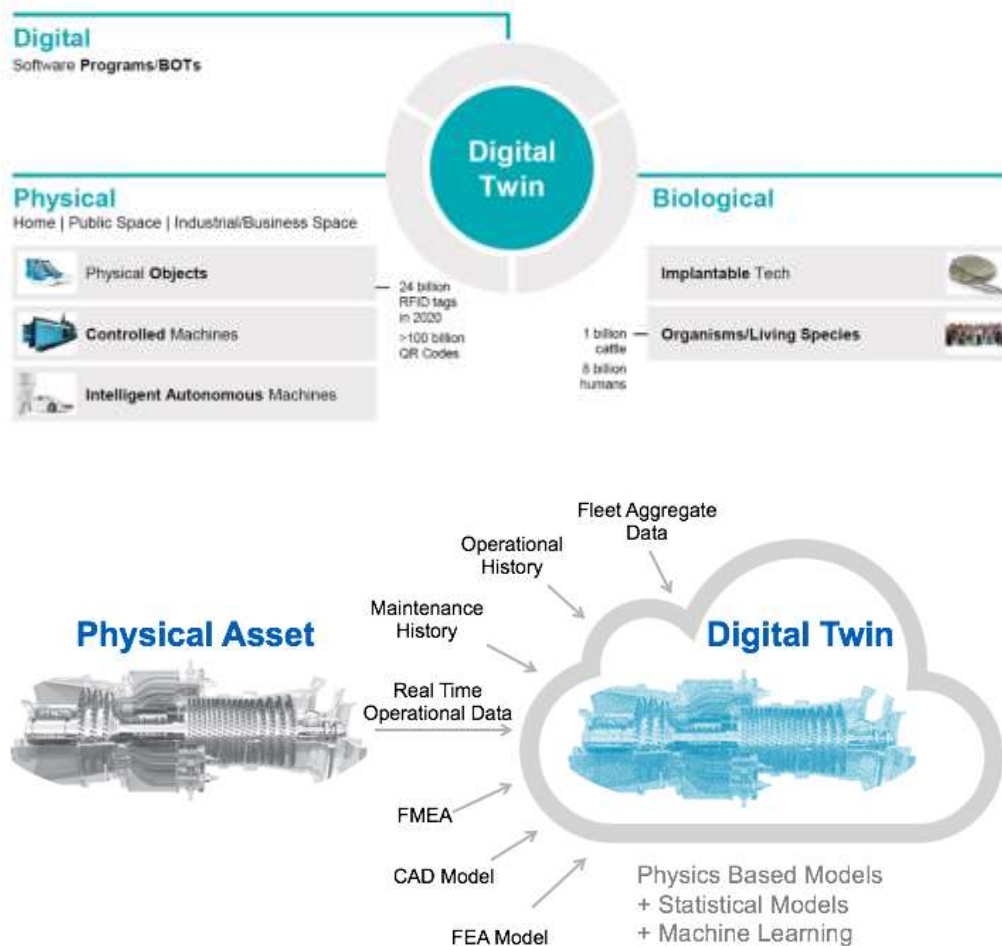 Digital
Software Programs/BOTs
Digital
Twin
Physical
Home | Public Space | Industrial/Business Space
Biological
Physical Objects
24 billion
RFID tags
in 2020
>100 billion
QR Codes
Controlled Machines
Intelligent Autonomous Machines
Implantable Tech
1 billion
cattle
8 billion
humans
Organisms/Living Species
Fleet Aggregate
Data
Operational
History
Maintenance
History
Physical Asset
Digital Twin
Real Time
Operational Data
FMEA
CAD Model
FEA Model
Physics Based Models
+ Statistical Models
+ Machine Learning